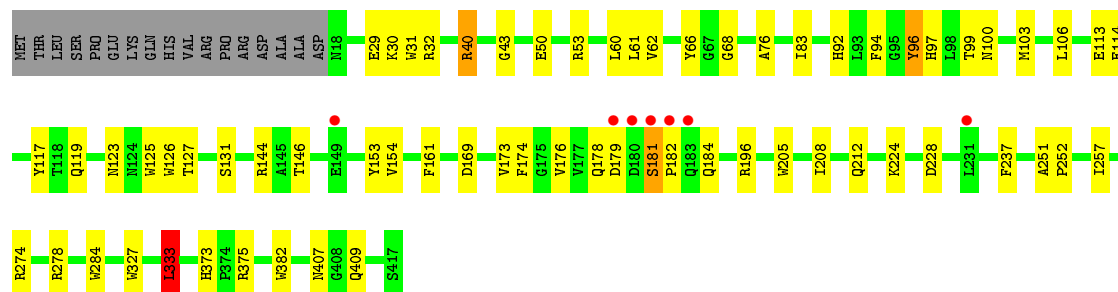 MET THR LEU SER PRO GLU LYS GLN HIS VAL ARG PRO ARG ASP ALA ALA ASP N18 E29 K30 W31 R32 R40 G43 E50 R53 L60 L61 V62 Y66 G67 G68 A76 I83 H92 L93 F94 G95 Y96 H97 L98 T99 N100 M103 L106 E113 E114
Y117 T118 Q119 N123 N124 W125 W126 T127 S131 R144 A145 T146 E149 Y153 V154 F161 D169 V173 F174 G175 V176 V177 Q178 D179 D180 S181 P182 Q183 Q184 R196 W205 I208 Q212 K224 D228 L231 F237 A251 P252 I257
R274 R278 W284 W327 L333 H373 P374 R375 W382 N407 G408 Q409 S417